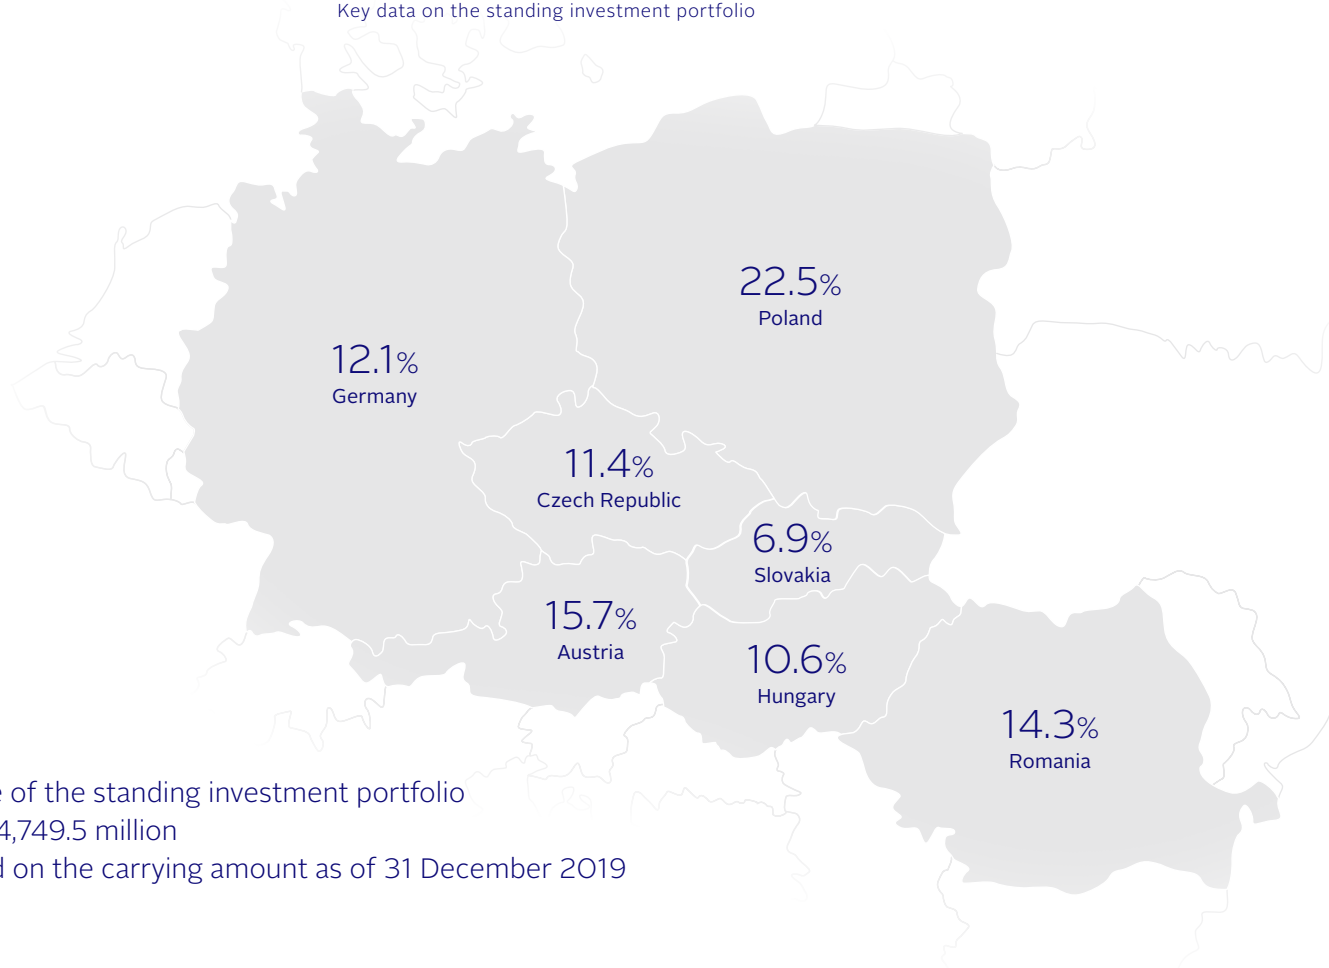 Key data on the standing investment portfolio
22.5%
Poland
12.1%
Germany
11.4%
Czech Republic
6.9%
Slovakia
15.7%
Austria
10.6%
Hungary
14.3%
Romania
of the standing investment portfolio
4,749.5 million
on the carrying amount as of 31 December 2019